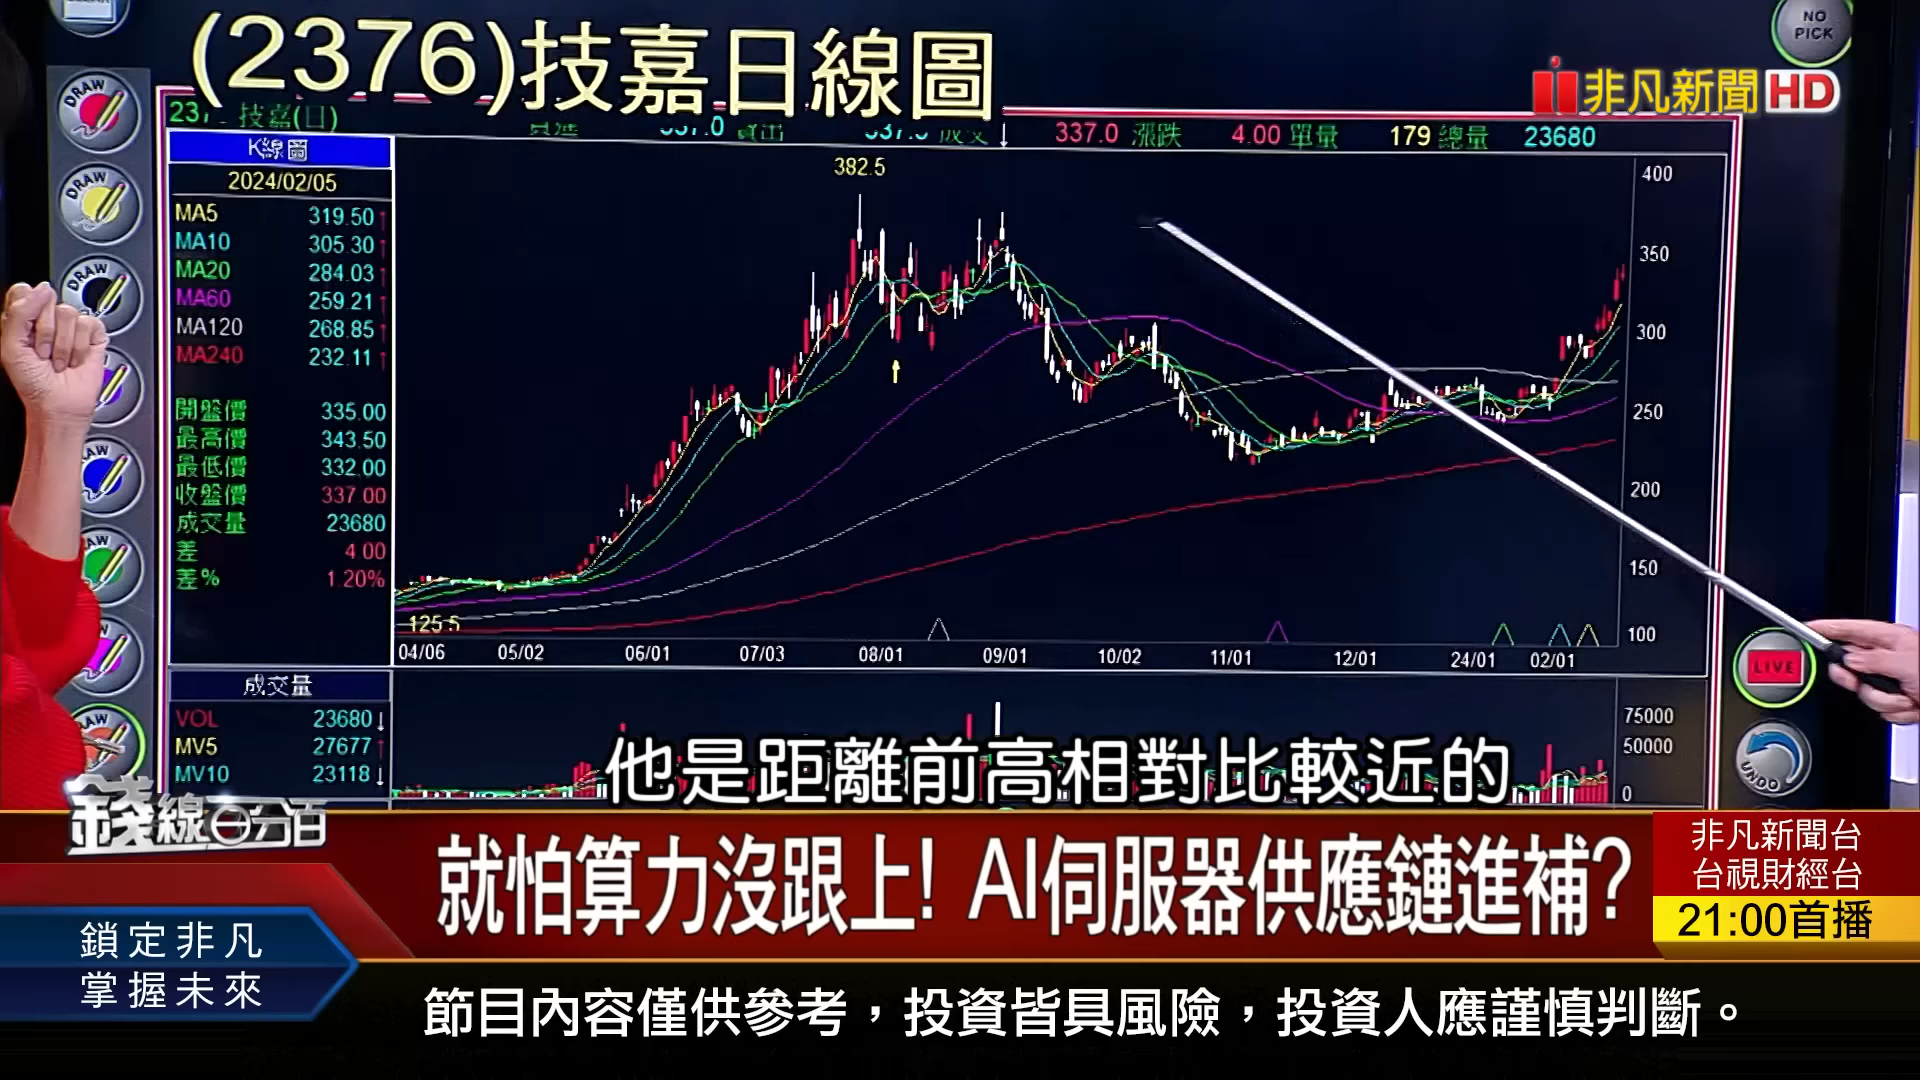 (2376)技嘉日線圖
NO PICK
非凡新聞HD
技嘉(日)
337.0 漲跌 4.00 單量 179 總量 23680
K線圖
2024/02/05
MA5 319.50
MA10 305.30
MA20 284.03
MA60 259.21
MA120 268.85
MA240 232.11
開盤價 335.00
最高價 343.50
最低價 332.00
收盤價 337.00
成交量 23680
差 4.00
差% 1.20%
382.5
125.5
400
350
300
250
200
150
100
04/06 05/02 06/01 07/03 08/01 09/01 10/02 11/01 12/01 24/01 02/01
成交量
VOL 23680
MV5 27677
MV10 23118
75000
50000
0
DRAW
DRAW
DRAW
LIVE
UNDO
他是距離前高相對比較近的
錢線百分百
就怕算力沒跟上! AI伺服器供應鏈進補?
非凡新聞台
台視財經台
21:00首播
鎖定非凡
掌握未來
節目內容僅供參考，投資皆具風險，投資人應謹慎判斷。